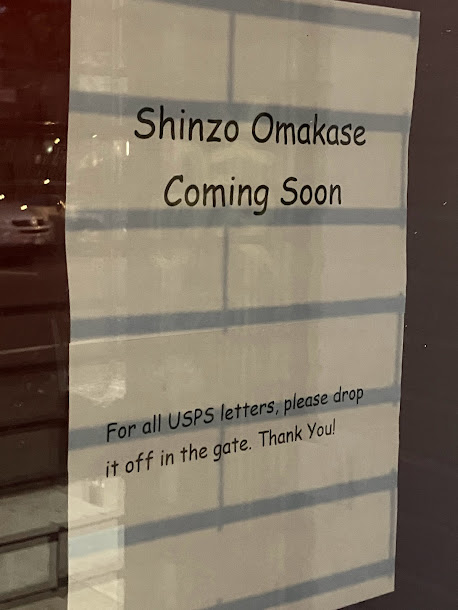 Shinzo Omakase
Coming Soon
For all USPS letters, please drop
it off in the gate. Thank You!